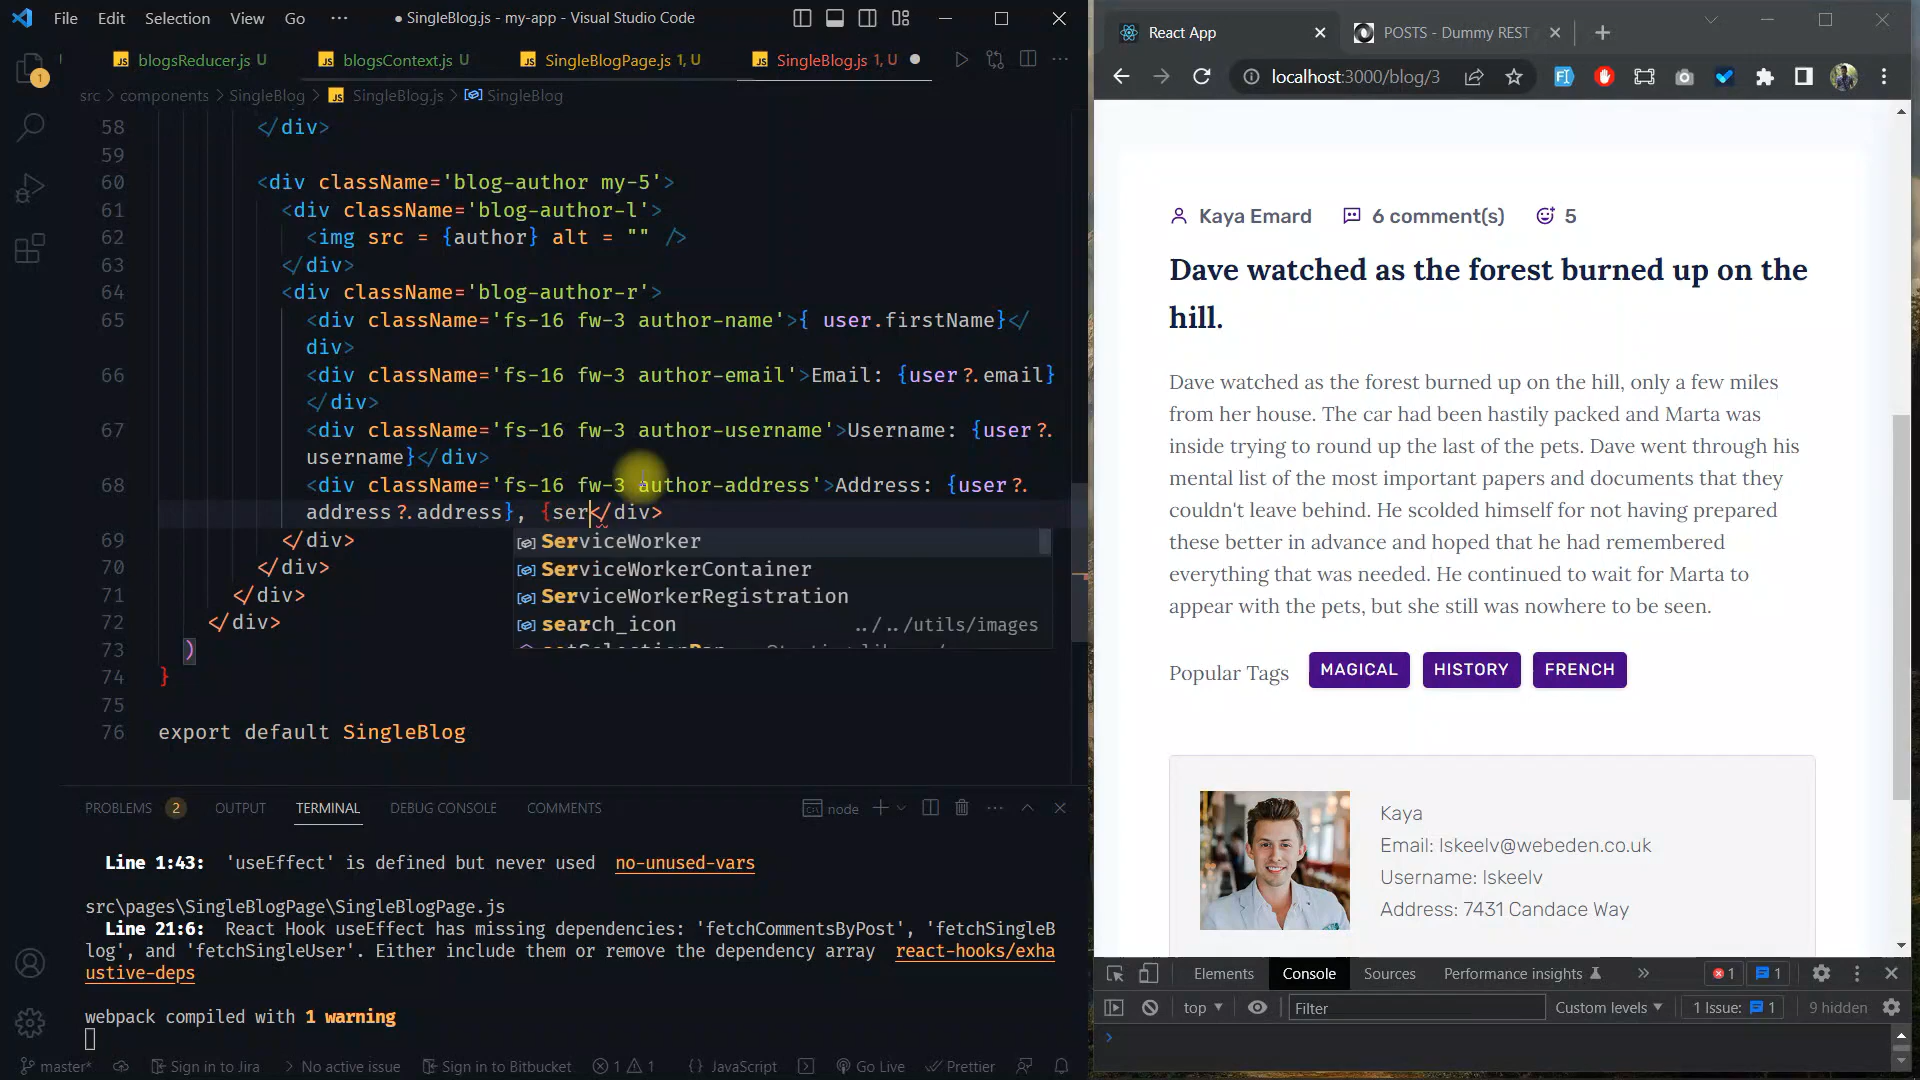 File Edit Selection View Go ··· ● SingleBlog.js - my-app - Visual Studio Code
blogsReducer.js U blogsContext.js U SingleBlogPage.js 1, U SingleBlog.js 1, U ●
src > components > SingleBlog > SingleBlog.js > SingleBlog
58 </div>
59
60 <div className='blog-author my-5'>
61 <div className='blog-author-l'>
62 <img src = {author} alt = "" />
63 </div>
64 <div className='blog-author-r'>
65 <div className='fs-16 fw-3 author-name'>{ user.firstName}</
div>
66 <div className='fs-16 fw-3 author-email'>Email: {user?.email}
</div>
67 <div className='fs-16 fw-3 author-username'>Username: {user?.
username}</div>
68 <div className='fs-16 fw-3 author-address'>Address: {user?.
address?.address}, {ser</div>
69 </div>
70 </div>
71 </div>
72 </div>
73 )
74 }
75
76 export default SingleBlog
ServiceWorker
ServiceWorkerContainer
ServiceWorkerRegistration
search_icon ../../utils/images
PROBLEMS 2 OUTPUT TERMINAL DEBUG CONSOLE COMMENTS node
Line 1:43: 'useEffect' is defined but never used no-unused-vars
src\pages\SingleBlogPage\SingleBlogPage.js
Line 21:6: React Hook useEffect has missing dependencies: 'fetchCommentsByPost', 'fetchSingleB
log', and 'fetchSingleUser'. Either include them or remove the dependency array react-hooks/exha
ustive-deps
webpack compiled with 1 warning
master* Sign in to Jira No active issue Sign in to Bitbucket 1 1 {} JavaScript Go Live Prettier
React App POSTS - Dummy REST
localhost:3000/blog/3
Kaya Emard 6 comment(s) 5
Dave watched as the forest burned up on the
hill.
Dave watched as the forest burned up on the hill, only a few miles
from her house. The car had been hastily packed and Marta was
inside trying to round up the last of the pets. Dave went through his
mental list of the most important papers and documents that they
couldn't leave behind. He scolded himself for not having prepared
these better in advance and hoped that he had remembered
everything that was needed. He continued to wait for Marta to
appear with the pets, but she still was nowhere to be seen.
Popular Tags MAGICAL HISTORY FRENCH
Kaya
Email: lskeelv@webeden.co.uk
Username: lskeelv
Address: 7431 Candace Way
Elements Console Sources Performance insights 1 1
top Filter Custom levels 1 Issue: 1 9 hidden